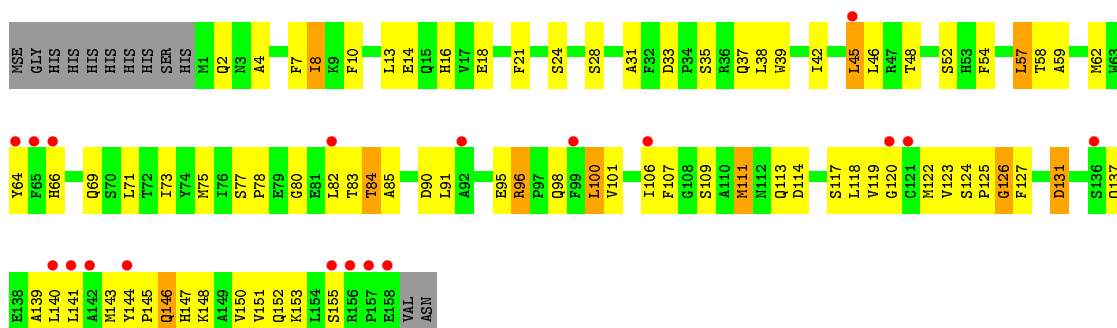 MSE GLY HIS HIS HIS HIS HIS HIS SER HIS M1 Q2 N3 A4 F7 I8 K9 F10 L13 E14 Q15 H16 V17 E18 F21 S24 S28 A31 F32 D33 P34 S35 R36 Q37 L38 W39 I42 L45 L46 R47 T48 S52 H53 F54 L57 T58 A59 M62 W63
Y64 F65 H66 Q69 S70 L71 T72 I73 Y74 M75 I76 S77 P78 E79 G80 E81 L82 T83 T84 A85 D90 L91 A92 E95 R96 P97 Q98 F99 L100 V101 I106 F107 G108 S109 A110 M111 N112 Q113 D114 S117 L118 V119 G120 C121 M122 V123 S124 P125 G126 F127 D131 S136 Q137
E138 A139 L140 L141 A142 M143 Y144 P145 Q146 H147 K148 A149 V150 V151 Q152 K153 L154 S155 R156 P157 E158 VAL ASN